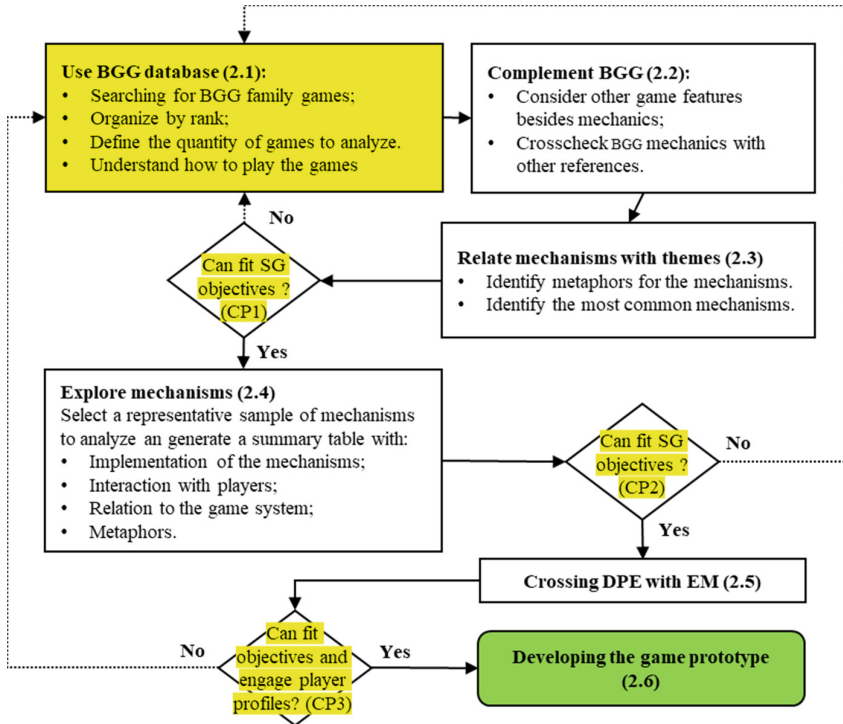 Use BGG database (2.1):
• Searching for BGG family games;
• Organize by rank;
• Define the quantity of games to analyze.
• Understand how to play the games
Complement BGG (2.2):
• Consider other game features
besides mechanics;
• Crosscheck BGG mechanics with
other references.
No
Can fit SG
objectives ?
(CP1)
Relate mechanisms with themes (2.3)
• Identify metaphors for the mechanisms.
• Identify the most common mechanisms.
Yes
Explore mechanisms (2.4)
Select a representative sample of mechanisms
to analyze an generate a summary table with:
• Implementation of the mechanisms;
• Interaction with players;
• Relation to the game system;
• Metaphors.
Can fit SG
objectives ?
(CP2)
No
Yes
Crossing DPE with EM (2.5)
No
Can fit
objectives and
engage player
profiles? (CP3)
Yes
Developing the game prototype
(2.6)